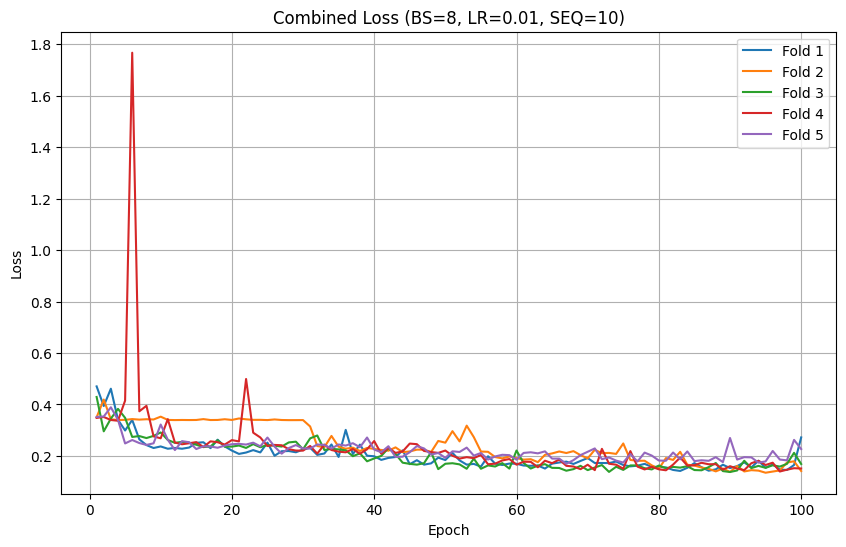 Combined Loss (BS=8, LR=0.01, SEQ=10)
1.8
1.6
1.4
1.2
1.0
0.8
0.6
0.4
0.2
Loss
Fold 1
Fold 2
Fold 3
Fold 4
Fold 5
0 20 40 60 80 100
Epoch